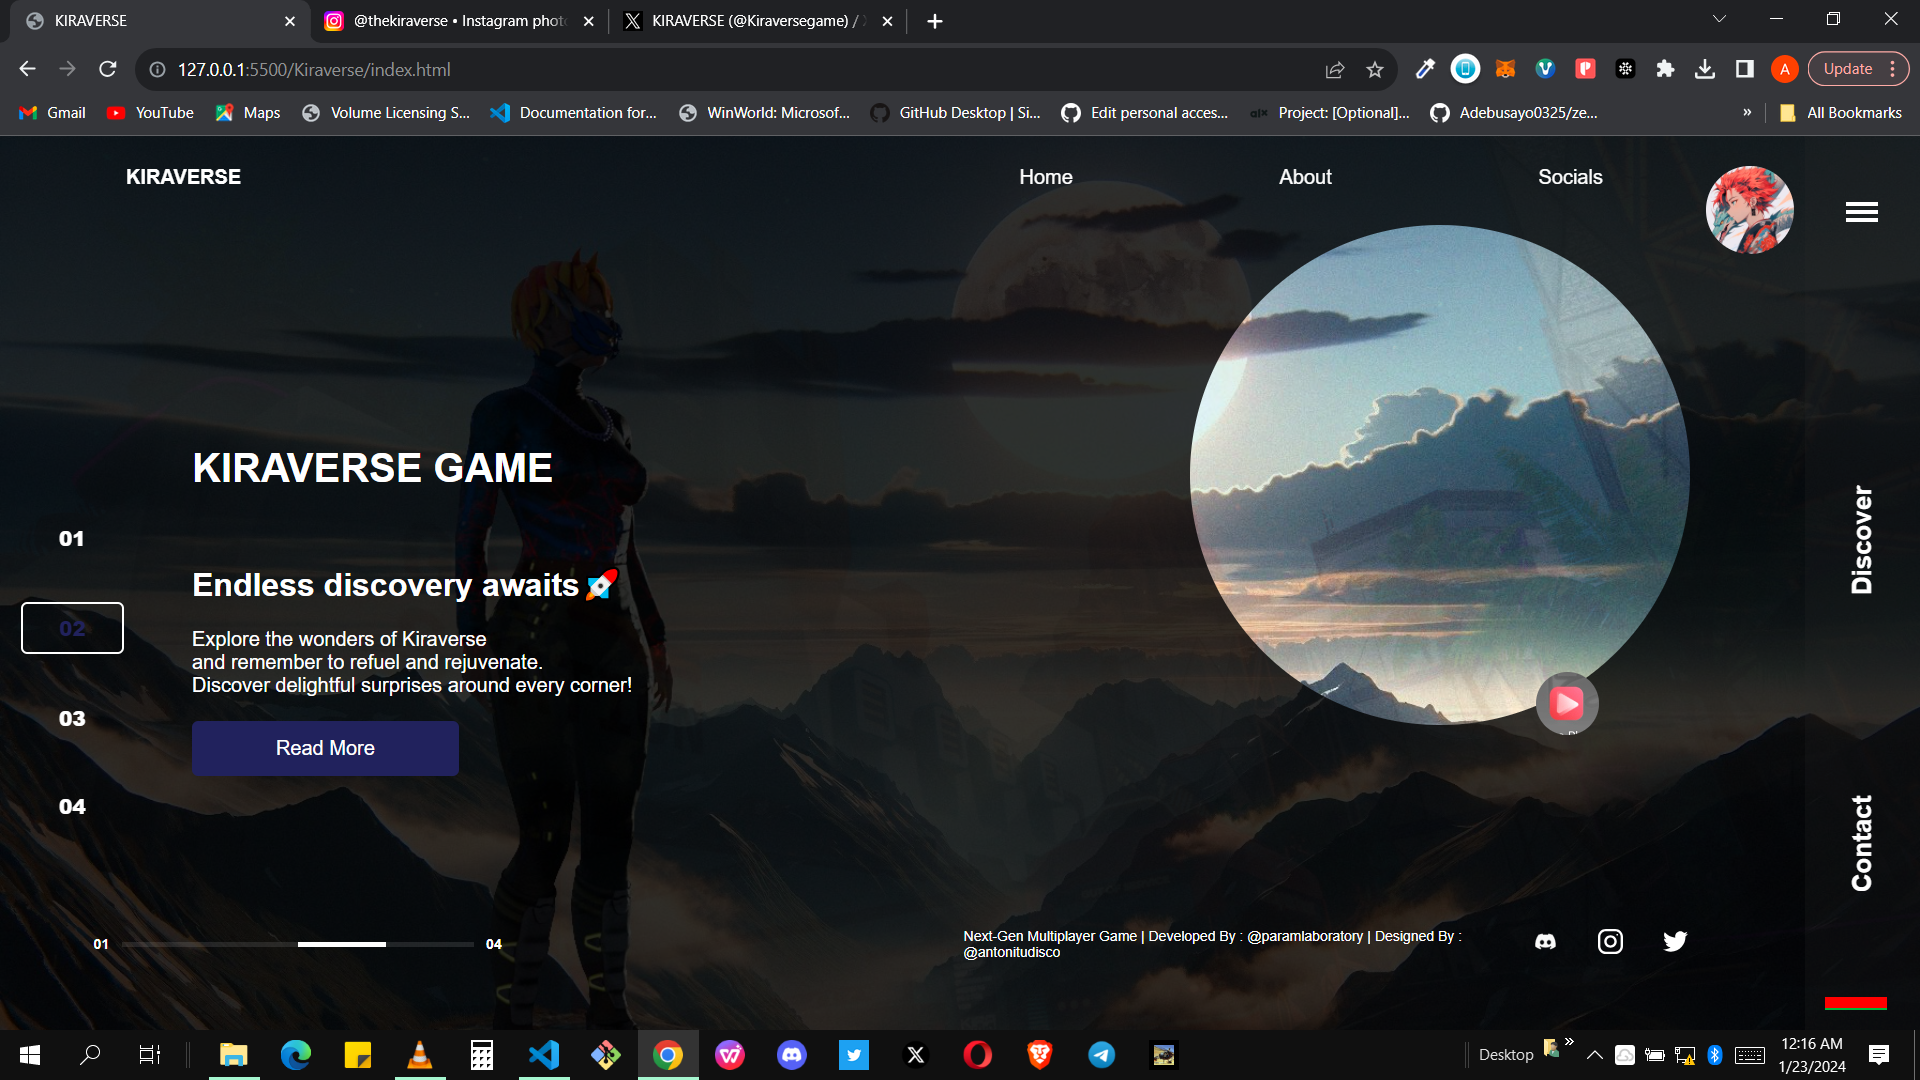 KIRAVERSE
@thekiraverse • Instagram phot
KIRAVERSE (@Kiraversegame) /
127.0.0.1:5500/Kiraverse/index.html
A
Update
Gmail
YouTube
Maps
Volume Licensing S...
Documentation for...
WinWorld: Microsof...
GitHub Desktop | Si...
Edit personal acces...
Project: [Optional]...
Adebusayo0325/ze...
»
All Bookmarks
KIRAVERSE
Home
About
Socials
KIRAVERSE GAME
01
Endless discovery awaits🚀
02
Explore the wonders of Kiraverse
and remember to refuel and rejuvenate.
Discover delightful surprises around every corner!
03
Read More
04
Discover
Contact
01
04
Next-Gen Multiplayer Game | Developed By : @paramlaboratory | Designed By :
@antonitudisco
Desktop
»
12:16 AM
1/23/2024